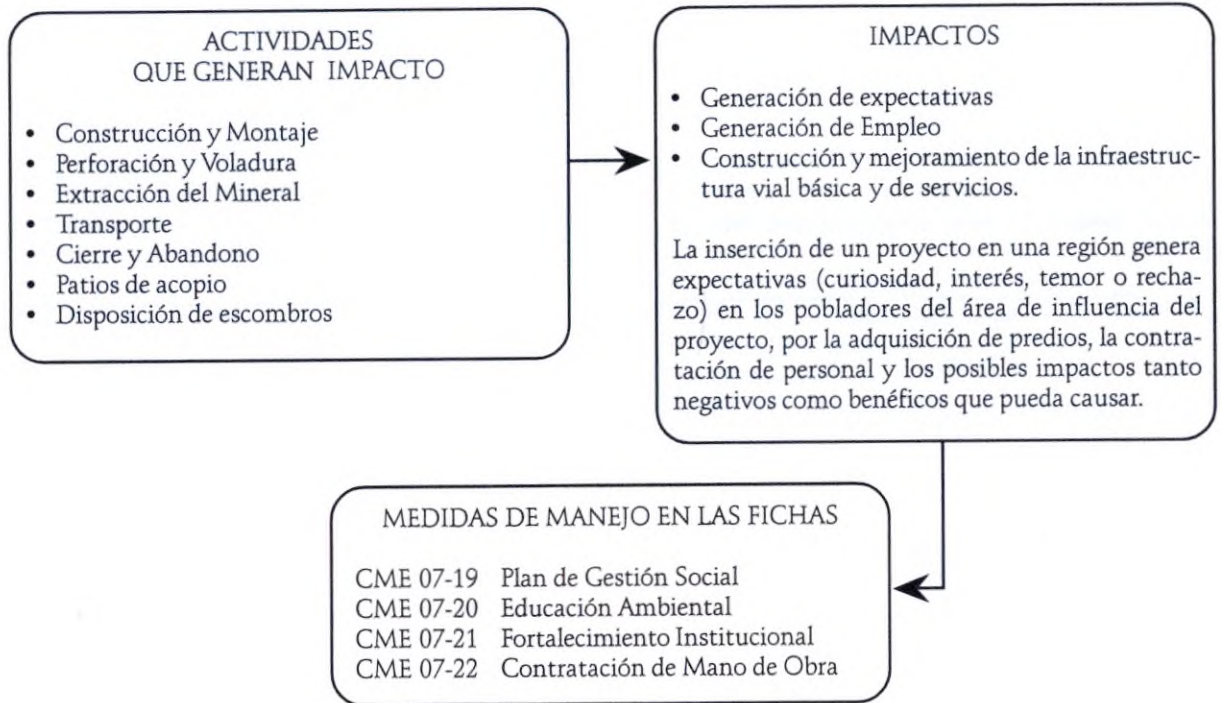 ACTIVIDADES
QUE GENERAN IMPACTO
• Construcción y Montaje
• Perforación y Voladura
• Extracción del Mineral
• Transporte
• Cierre y Abandono
• Patios de acopio
• Disposición de escombros
IMPACTOS
• Generación de expectativas
• Generación de Empleo
• Construcción y mejoramiento de la infraestruc-
tura vial básica y de servicios.
La inserción de un proyecto en una región genera
expectativas (curiosidad, interés, temor o recha-
zo) en los pobladores del área de influencia del
proyecto, por la adquisición de predios, la contra-
tación de personal y los posibles impactos tanto
negativos como benéficos que pueda causar.
MEDIDAS DE MANEJO EN LAS FICHAS
CME 07-19 Plan de Gestión Social
CME 07-20 Educación Ambiental
CME 07-21 Fortalecimiento Institucional
CME 07-22 Contratación de Mano de Obra